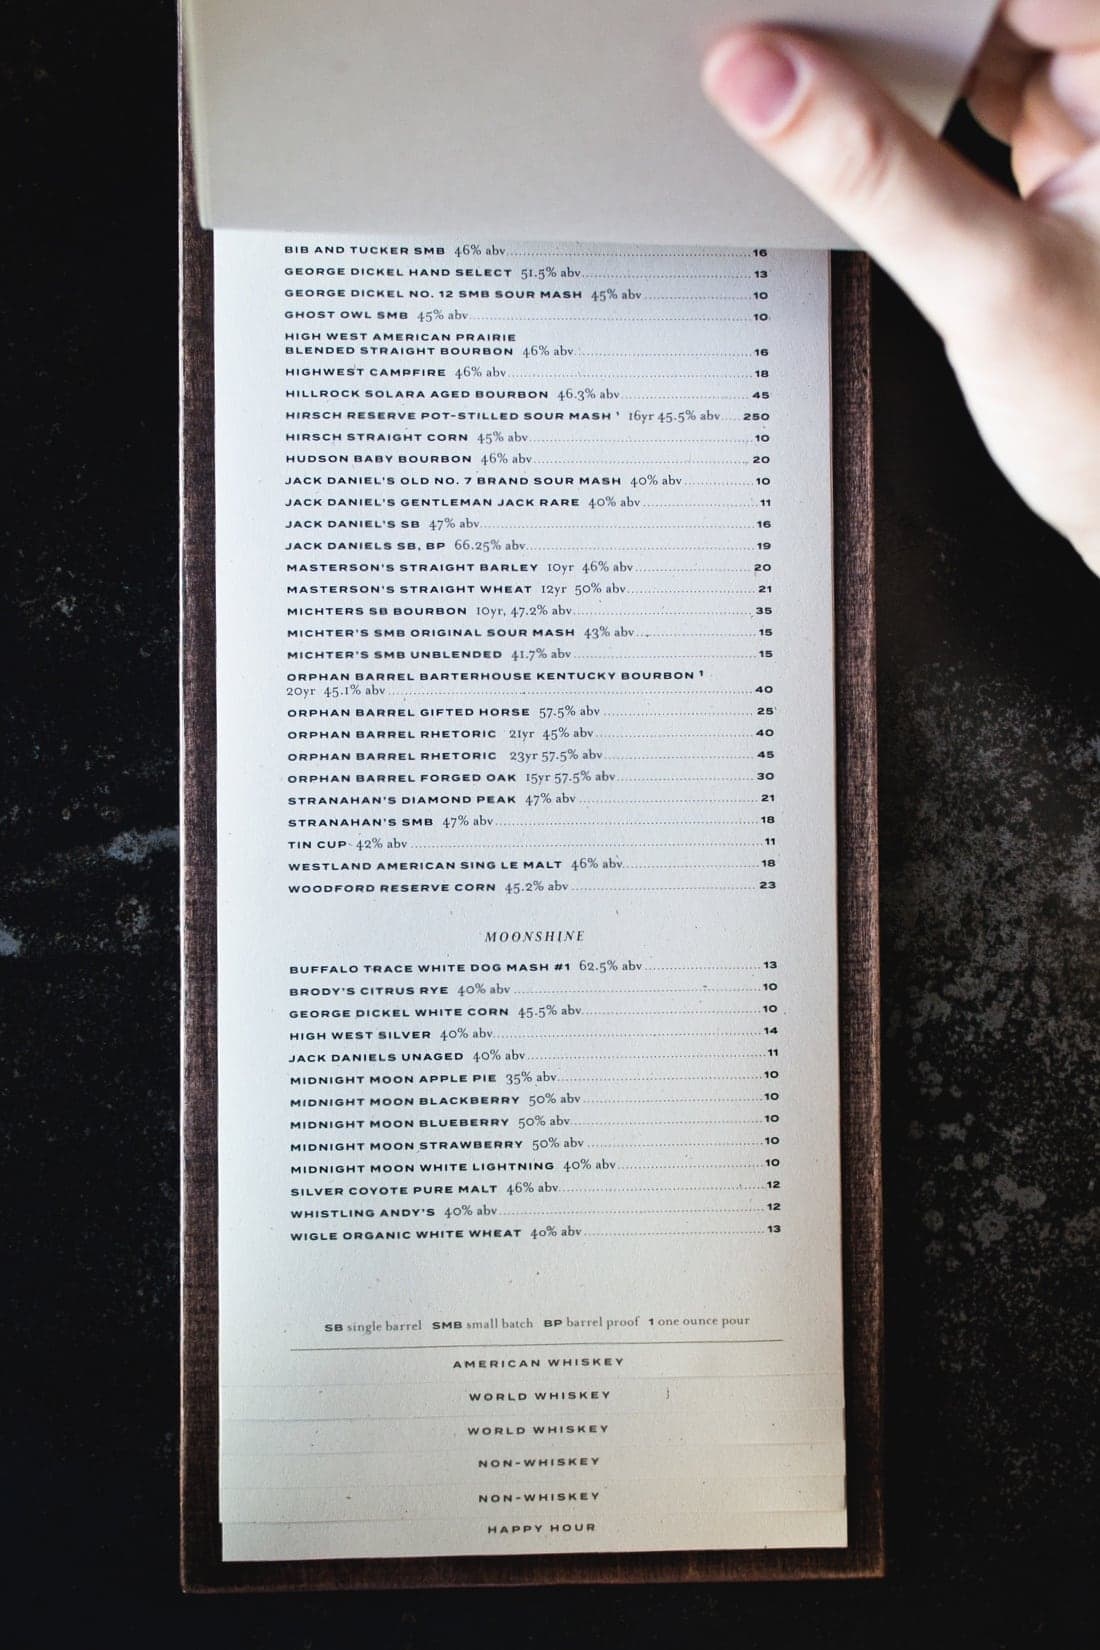 BIB AND TUCKER SMB 46% abv 16
GEORGE DICKEL HAND SELECT 51.5% abv 13
GEORGE DICKEL NO. 12 SMB SOUR MASH 45% abv 10
GHOST OWL SMB 45% abv 10
HIGH WEST AMERICAN PRAIRIE
BLENDED STRAIGHT BOURBON 46% abv 16
HIGHWEST CAMPFIRE 46% abv 18
HILLROCK SOLARA AGED BOURBON 46.3% abv 45
HIRSCH RESERVE POT-STILLED SOUR MASH ¹ 16yr 45.5% abv 250
HIRSCH STRAIGHT CORN 45% abv 10
HUDSON BABY BOURBON 46% abv 20
JACK DANIEL'S OLD NO. 7 BRAND SOUR MASH 40% abv 10
JACK DANIEL'S GENTLEMAN JACK RARE 40% abv 11
JACK DANIEL'S SB 47% abv 16
JACK DANIELS SB, BP 66.25% abv 19
MASTERSON'S STRAIGHT BARLEY 10yr 46% abv 20
MASTERSON'S STRAIGHT WHEAT 12yr 50% abv 21
MICHTERS SB BOURBON 10yr, 47.2% abv 35
MICHTER'S SMB ORIGINAL SOUR MASH 43% abv 15
MICHTER'S SMB UNBLENDED 41.7% abv 15
ORPHAN BARREL BARTERHOUSE KENTUCKY BOURBON ¹
20yr 45.1% abv 40
ORPHAN BARREL GIFTED HORSE 57.5% abv 25
ORPHAN BARREL RHETORIC 21yr 45% abv 40
ORPHAN BARREL RHETORIC 23yr 57.5% abv 45
ORPHAN BARREL FORGED OAK 15yr 57.5% abv 30
STRANAHAN'S DIAMOND PEAK 47% abv 21
STRANAHAN'S SMB 47% abv 18
TIN CUP 42% abv 11
WESTLAND AMERICAN SING LE MALT 46% abv 18
WOODFORD RESERVE CORN 45.2% abv 23
MOONSHINE
BUFFALO TRACE WHITE DOG MASH #1 62.5% abv 13
BRODY'S CITRUS RYE 40% abv 10
GEORGE DICKEL WHITE CORN 45.5% abv 10
HIGH WEST SILVER 40% abv 14
JACK DANIELS UNAGED 40% abv 11
MIDNIGHT MOON APPLE PIE 35% abv 10
MIDNIGHT MOON BLACKBERRY 50% abv 10
MIDNIGHT MOON BLUEBERRY 50% abv 10
MIDNIGHT MOON STRAWBERRY 50% abv 10
MIDNIGHT MOON WHITE LIGHTNING 40% abv 10
SILVER COYOTE PURE MALT 46% abv 12
WHISTLING ANDY'S 40% abv 12
WIGLE ORGANIC WHITE WHEAT 40% abv 13
SB single barrel SMB small batch BP barrel proof 1 one ounce pour
AMERICAN WHISKEY
WORLD WHISKEY
WORLD WHISKEY
NON-WHISKEY
NON-WHISKEY
HAPPY HOUR